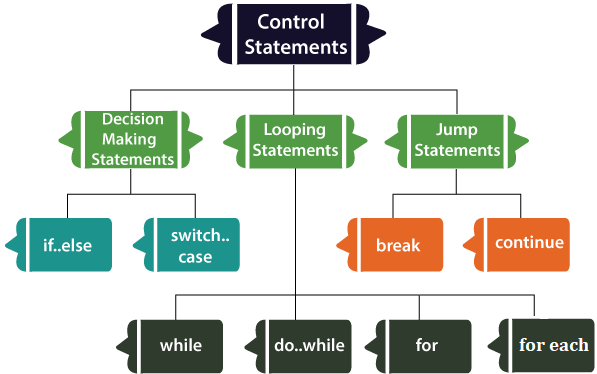 Control
Statements
Decision
Making
Statements
Looping
Statements
Jump
Statements
if..else
switch..
case
break
continue
while
do..while
for
for each